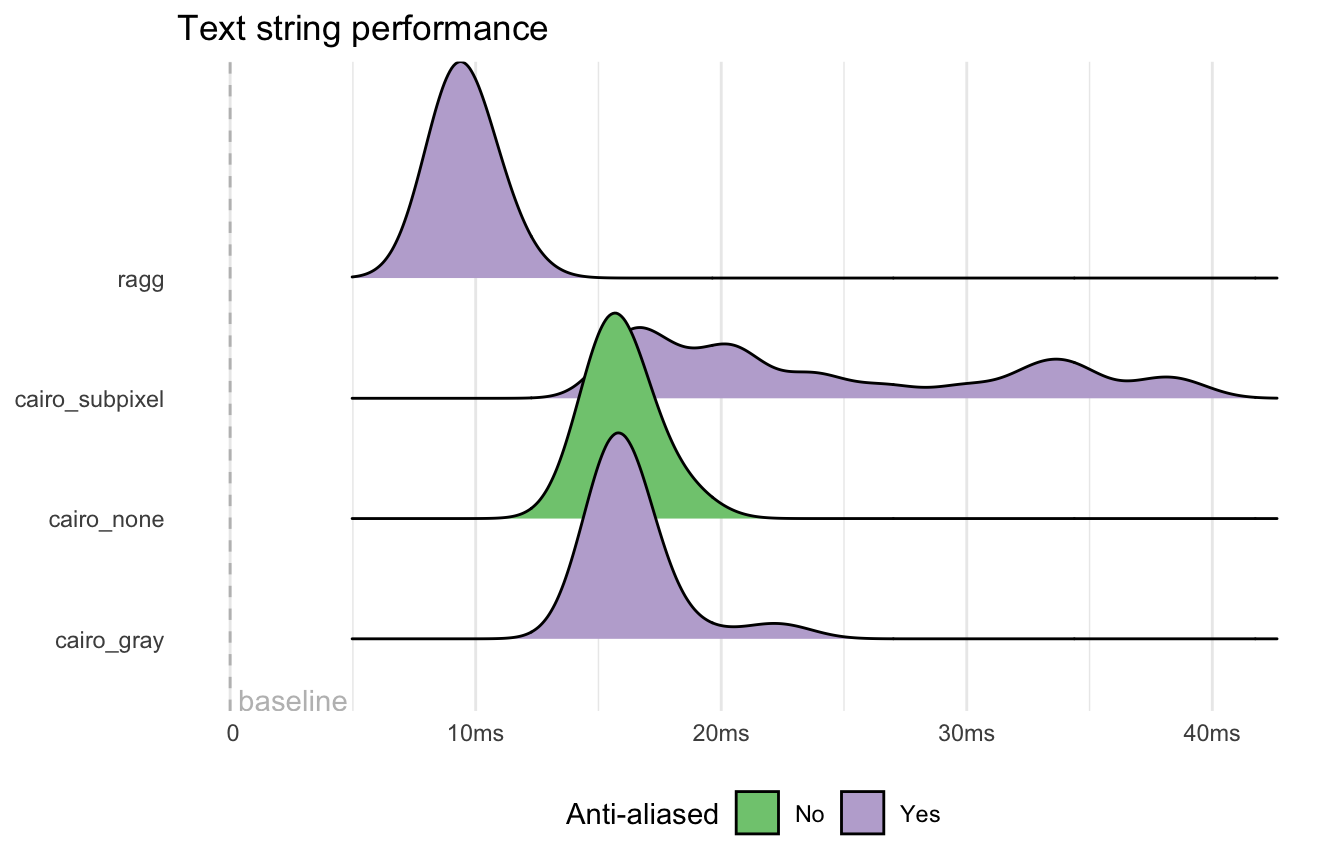 Text string performance
ragg
cairo_subpixel
cairo_none
cairo_gray
baseline
0 10ms 20ms 30ms 40ms
Anti-aliased No Yes